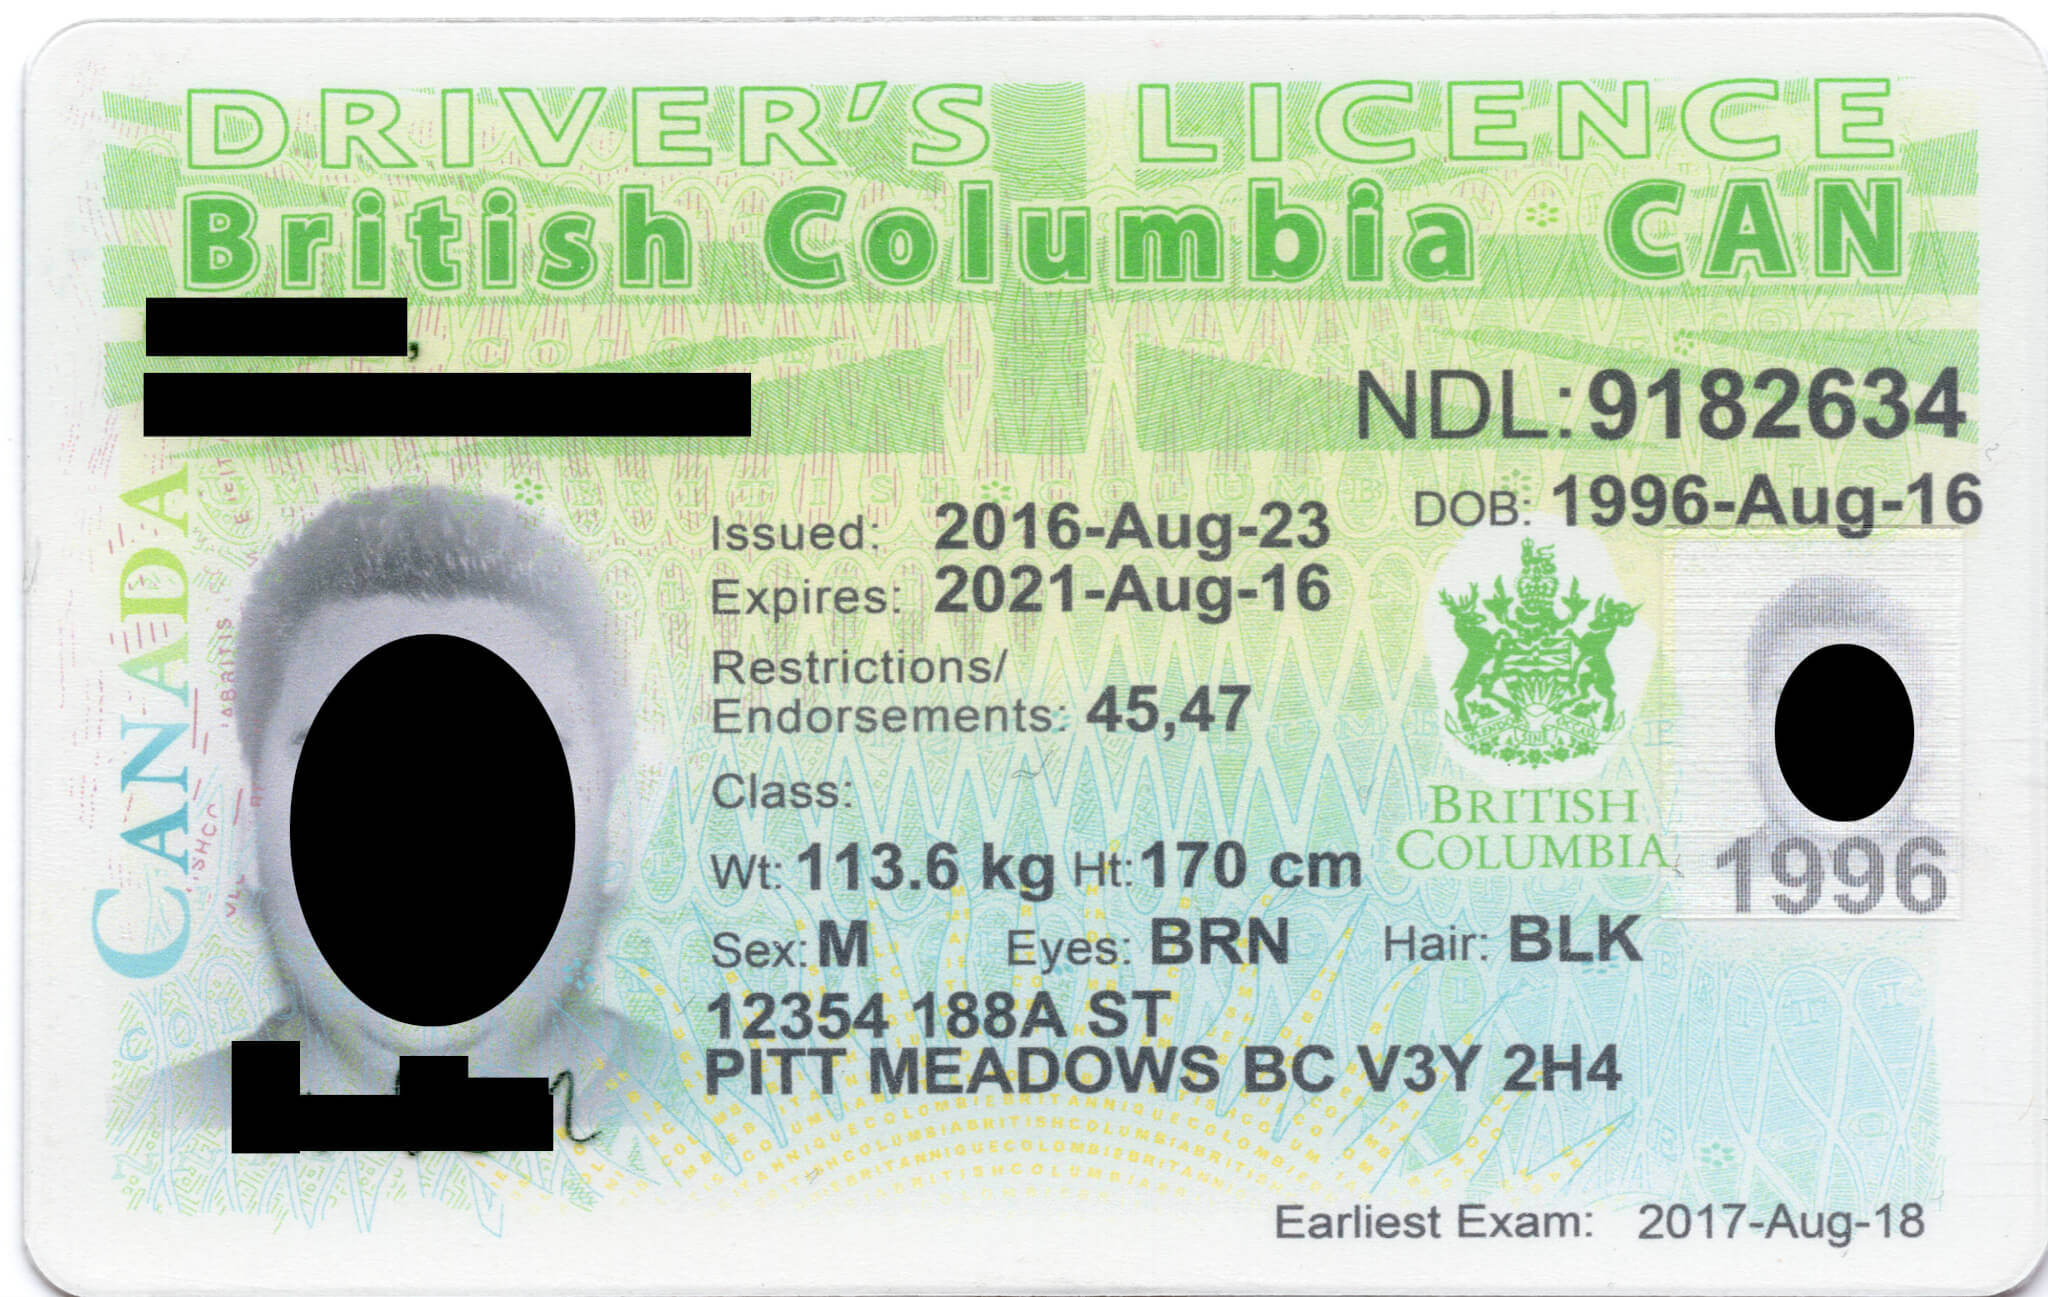 DRIVER'S LICENCE
British Columbia CAN
,
NDL:9182634
DOB: 1996-Aug-16
Issued: 2016-Aug-23
Expires: 2021-Aug-16
Restrictions/
Endorsements: 45,47
Class:
Wt: 113.6 kg Ht: 170 cm
Sex: M Eyes: BRN Hair: BLK
12354 188A ST
PITT MEADOWS BC V3Y 2H4
CANADA
BRITISH
COLUMBIA
1996
Earliest Exam: 2017-Aug-18